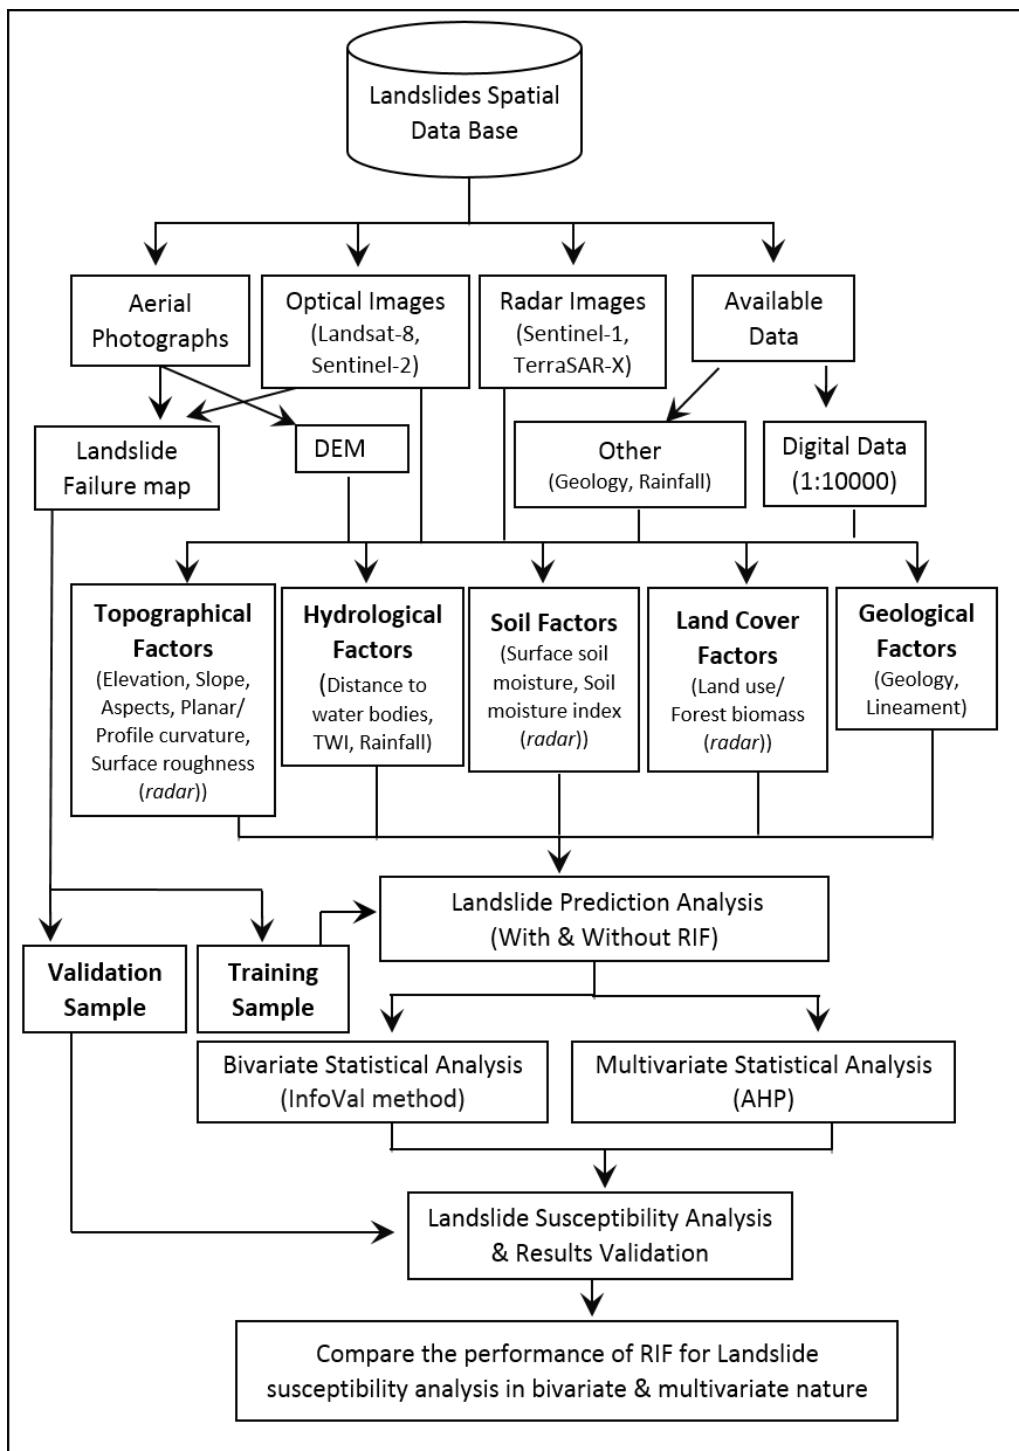 Landslides Spatial
Data Base
Aerial
Photographs
Optical Images
(Landsat-8,
Sentinel-2)
Radar Images
(Sentinel-1,
TerraSAR-X)
Available
Data
Landslide
Failure map
DEM
Other
(Geology, Rainfall)
Digital Data
(1:10000)
Topographical
Factors
(Elevation, Slope,
Aspects, Planar/
Profile curvature,
Surface roughness
(radar))
Hydrological
Factors
(Distance to
water bodies,
TWI, Rainfall)
Soil Factors
(Surface soil
moisture, Soil
moisture index
(radar))
Land Cover
Factors
(Land use/
Forest biomass
(radar))
Geological
Factors
(Geology,
Lineament)
Landslide Prediction Analysis
(With & Without RIF)
Validation
Sample
Training
Sample
Bivariate Statistical Analysis
(InfoVal method)
Multivariate Statistical Analysis
(AHP)
Landslide Susceptibility Analysis
& Results Validation
Compare the performance of RIF for Landslide
susceptibility analysis in bivariate & multivariate nature